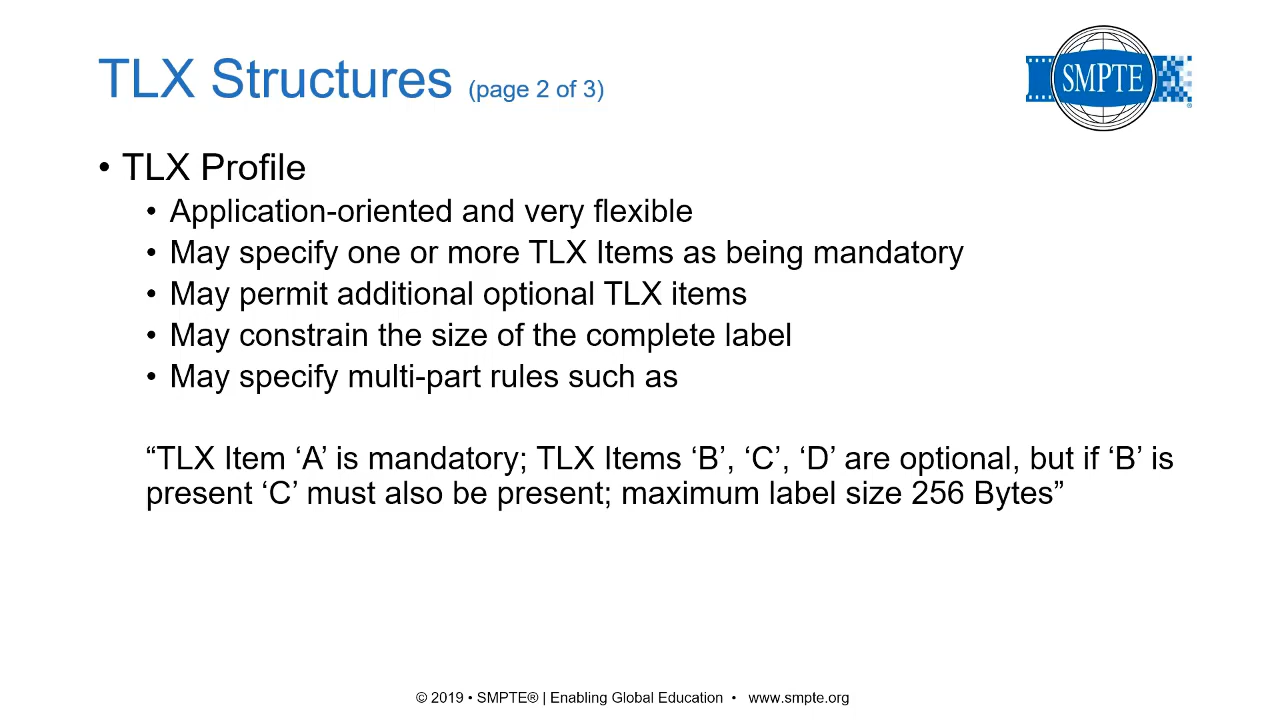 TLX Structures (page 2 of 3)
SMPTE
®
• TLX Profile
• Application-oriented and very flexible
• May specify one or more TLX Items as being mandatory
• May permit additional optional TLX items
• May constrain the size of the complete label
• May specify multi-part rules such as
“TLX Item ‘A’ is mandatory; TLX Items ‘B’, ‘C’, ‘D’ are optional, but if ‘B’ is
present ‘C’ must also be present; maximum label size 256 Bytes”
© 2019 • SMPTE® | Enabling Global Education • www.smpte.org